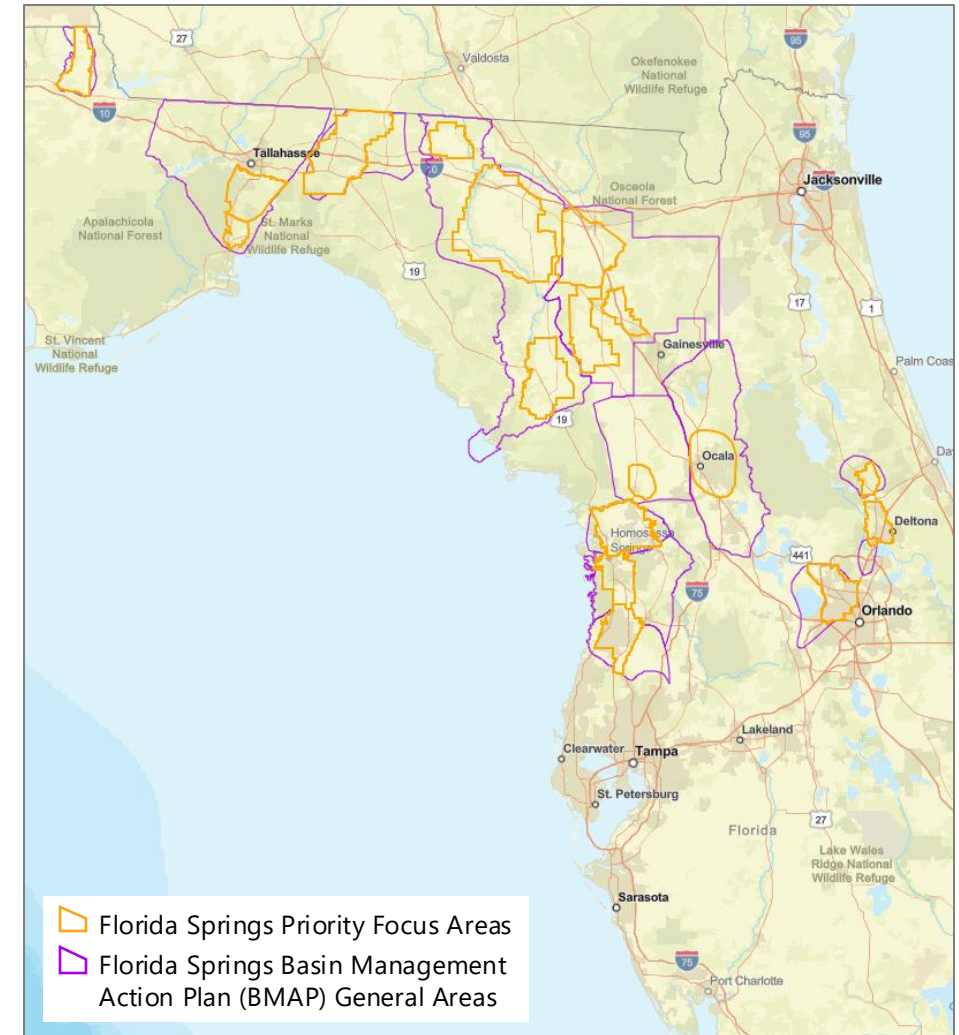 27
95
Valdosta
Okefenokee
National
Wildlife Refuge
10
95
Tallahassee
Jacksonville
Osceola
National Forest
Apalachicola
National Forest
St. Marks
National
Wildlife Refuge
19
17
1
St. Vincent
National
Wildlife Refuge
Gainesville
Palm Coas
19
Ocala
Da
Deltona
Homosassa
Springs
441
75
Orlando
Lakeland
Clearwater
Tampa
St. Petersburg
27
Florida
Lake Wales
Ridge National
Wildlife Refuge
Sarasota
75
Port Charlotte
Florida Springs Priority Focus Areas
Florida Springs Basin Management
Action Plan (BMAP) General Areas